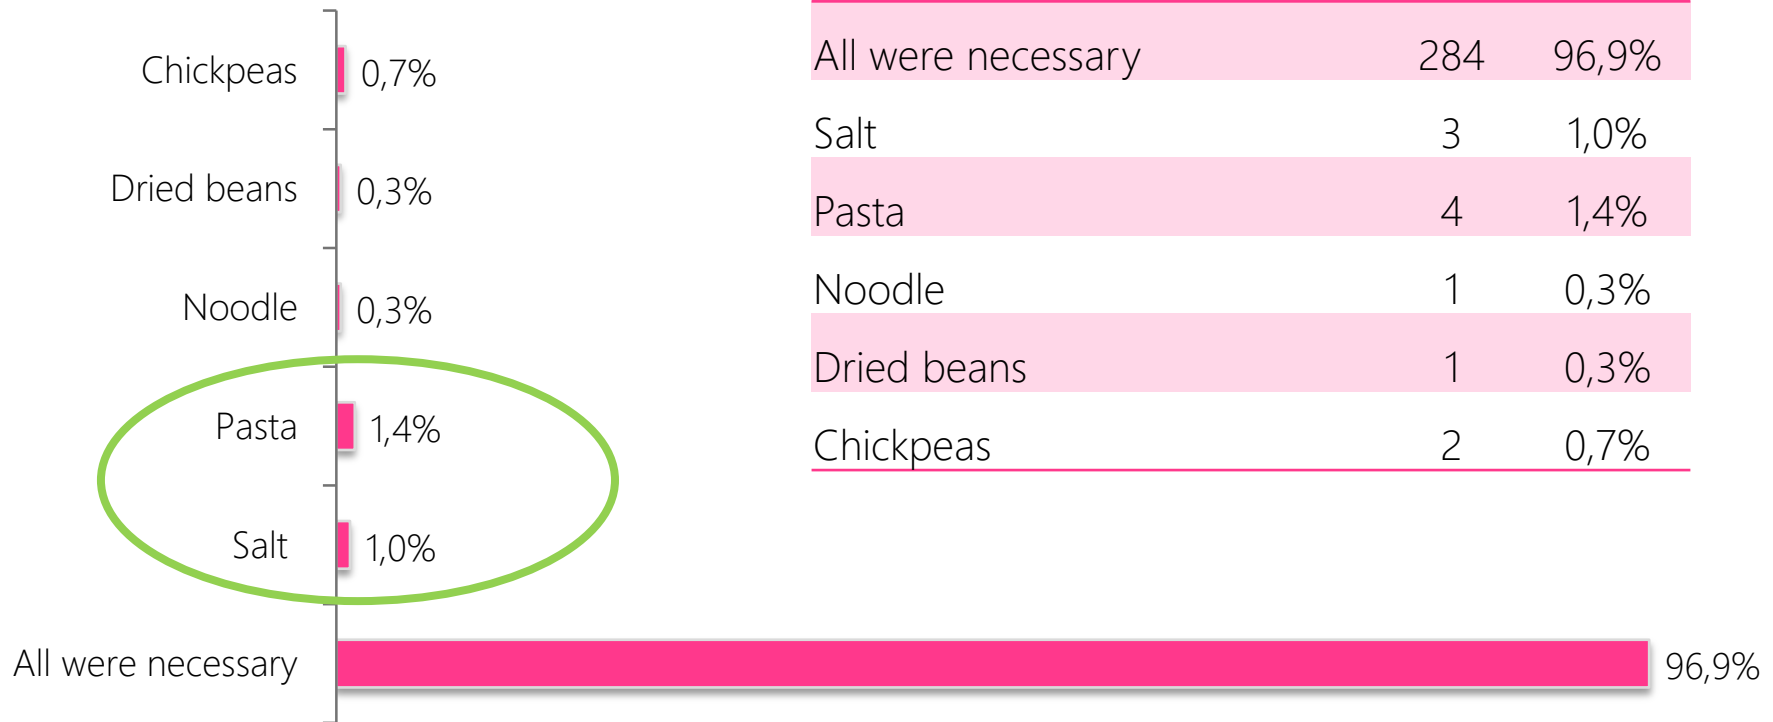 Chickpeas 0,7%
Dried beans 0,3%
Noodle 0,3%
Pasta 1,4%
Salt 1,0%
All were necessary 96,9%
All were necessary 284 96,9%
Salt 3 1,0%
Pasta 4 1,4%
Noodle 1 0,3%
Dried beans 1 0,3%
Chickpeas 2 0,7%